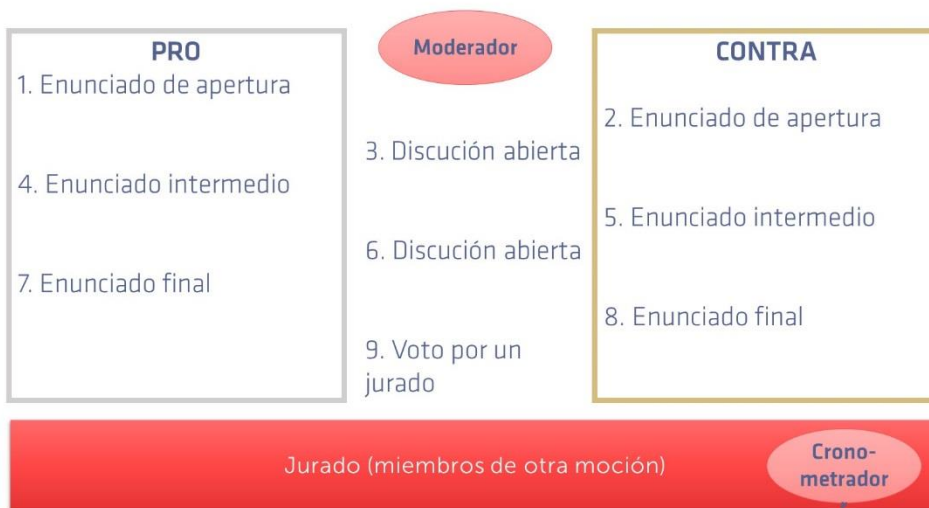 PRO
Moderador
CONTRA
1. Enunciado de apertura
2. Enunciado de apertura
3. Discución abierta
4. Enunciado intermedio
5. Enunciado intermedio
6. Discución abierta
7. Enunciado final
8. Enunciado final
9. Voto por un
jurado
Jurado (miembros de otra moción)
Crono-
metrador